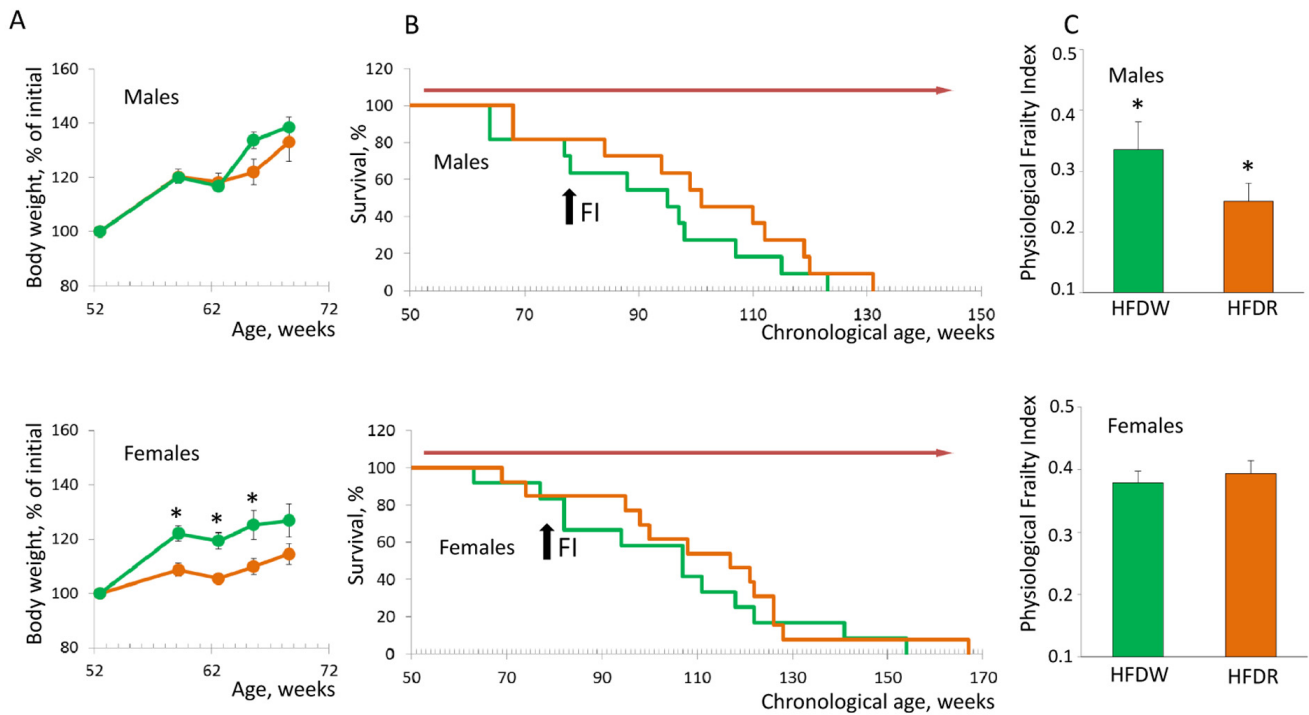 A
B
C
Body weight, % of initial
160
140
120
100
80
Males
52
62
72
Age, weeks
Survival, %
120
100
80
60
40
20
0
Males
FI
50
70
90
110
130
150
Chronological age, weeks
Physiological Frailty Index
0.5
0.4
0.3
0.2
0.1
Males
*
*
HFDW
HFDR
Body weight, % of initial
160
140
120
100
80
Females
*
*
*
52
62
72
Age, weeks
Survival, %
120
100
80
60
40
20
0
Females
FI
50
70
90
110
130
150
170
Chronological age, weeks
Physiological Frailty Index
0.5
0.4
0.3
0.2
0.1
Females
HFDW
HFDR